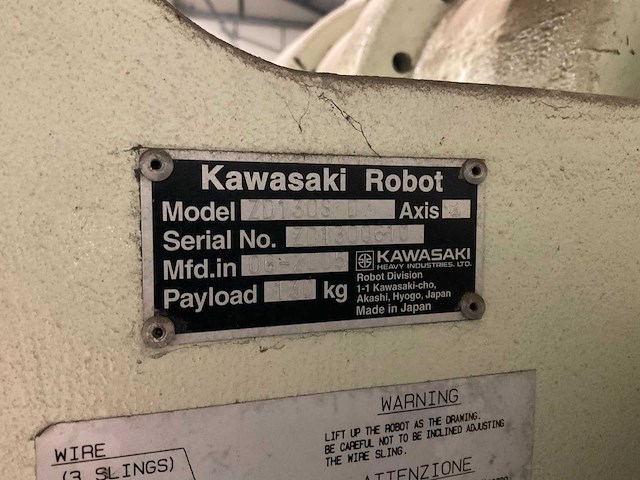 Kawasaki Robot
Model ZD130S Axis
Serial No.
Mfd.in
Payload kg
KAWASAKI
HEAVY INDUSTRIES, LTD.
Robot Division
1-1 Kawasaki-cho,
Akashi, Hyogo, Japan
Made in Japan
WARNING
LIFT UP THE ROBOT AS THE DRAWING.
BE CAREFUL NOT TO BE INCLINED ADJUSTING
THE WIRE SLING.
ATTENZIONE
WIRE
(3 SLINGS)